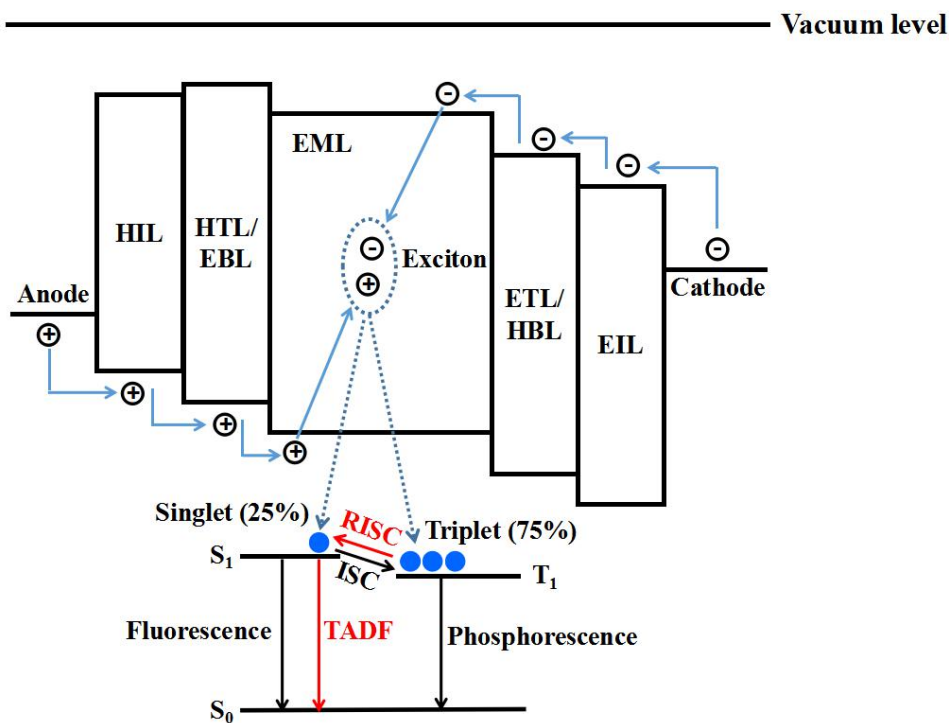 Vacuum level
EML
HIL
HTL/
EBL
Exciton
Anode
Cathode
ETL/
HBL
EIL
Singlet (25%)
RISC
Triplet (75%)
S₁
ISC
T₁
Fluorescence
TADF
Phosphorescence
S₀